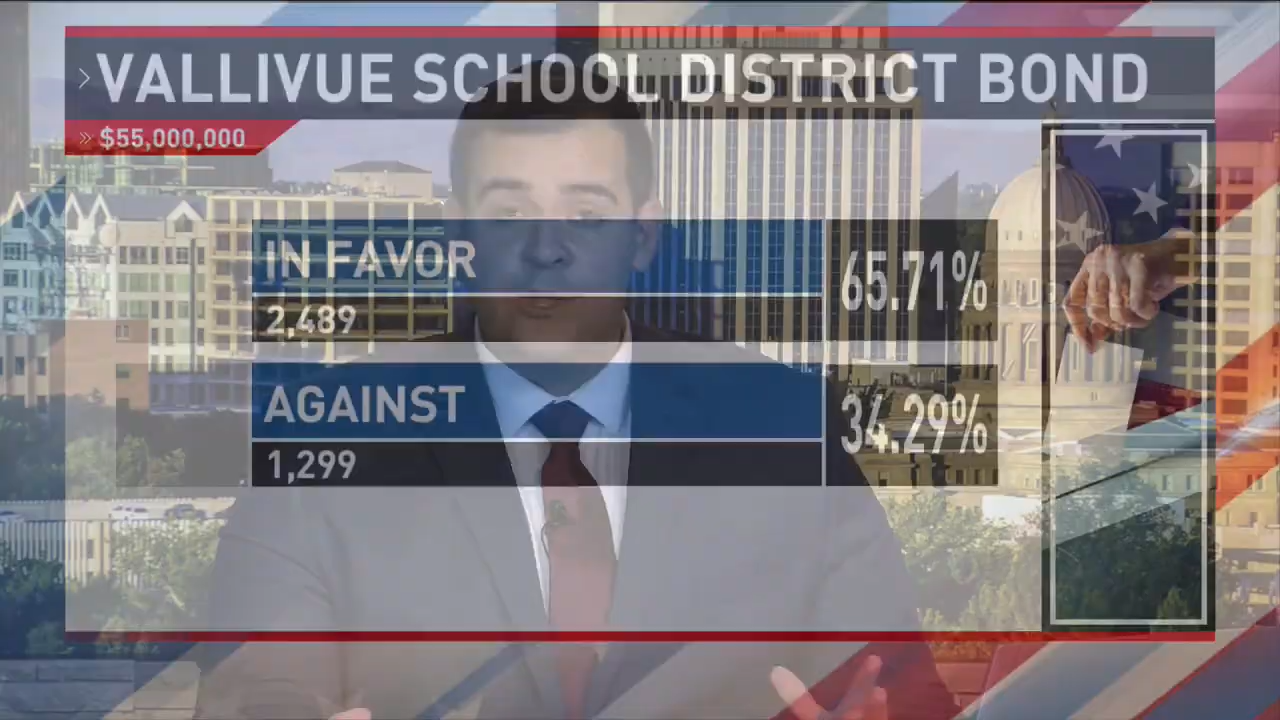 VALLIVUE SCHOOL DISTRICT BOND
$55,000,000
IN FAVOR
65.71%
2,489
AGAINST
34.29%
1,299